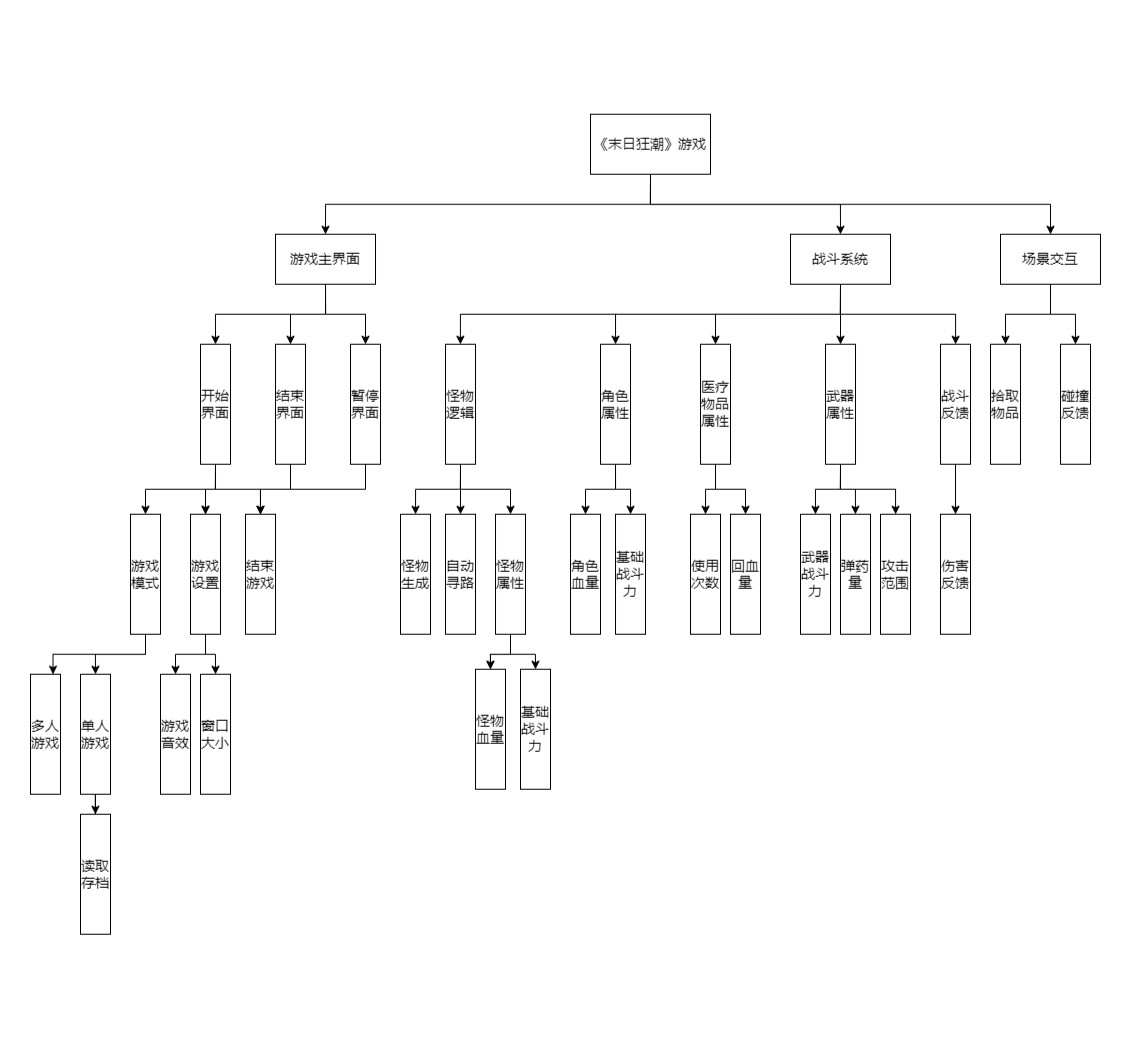 《末日狂潮》游戏
游戏主界面
战斗系统
场景交互
开始
界面
结束
界面
暂停
界面
怪物
逻辑
角色
属性
医疗
物品
属性
武器
属性
战斗
反馈
拾取
物品
碰撞
反馈
游戏
模式
游戏
设置
结束
游戏
怪物
生成
自动
寻路
怪物
属性
角色
血量
基础
战斗
力
使用
次数
回血
量
武器
战斗
力
弹药
量
攻击
范围
伤害
反馈
多人
游戏
单人
游戏
游戏
音效
窗口
大小
怪物
血量
基础
战斗
力
读取
存档